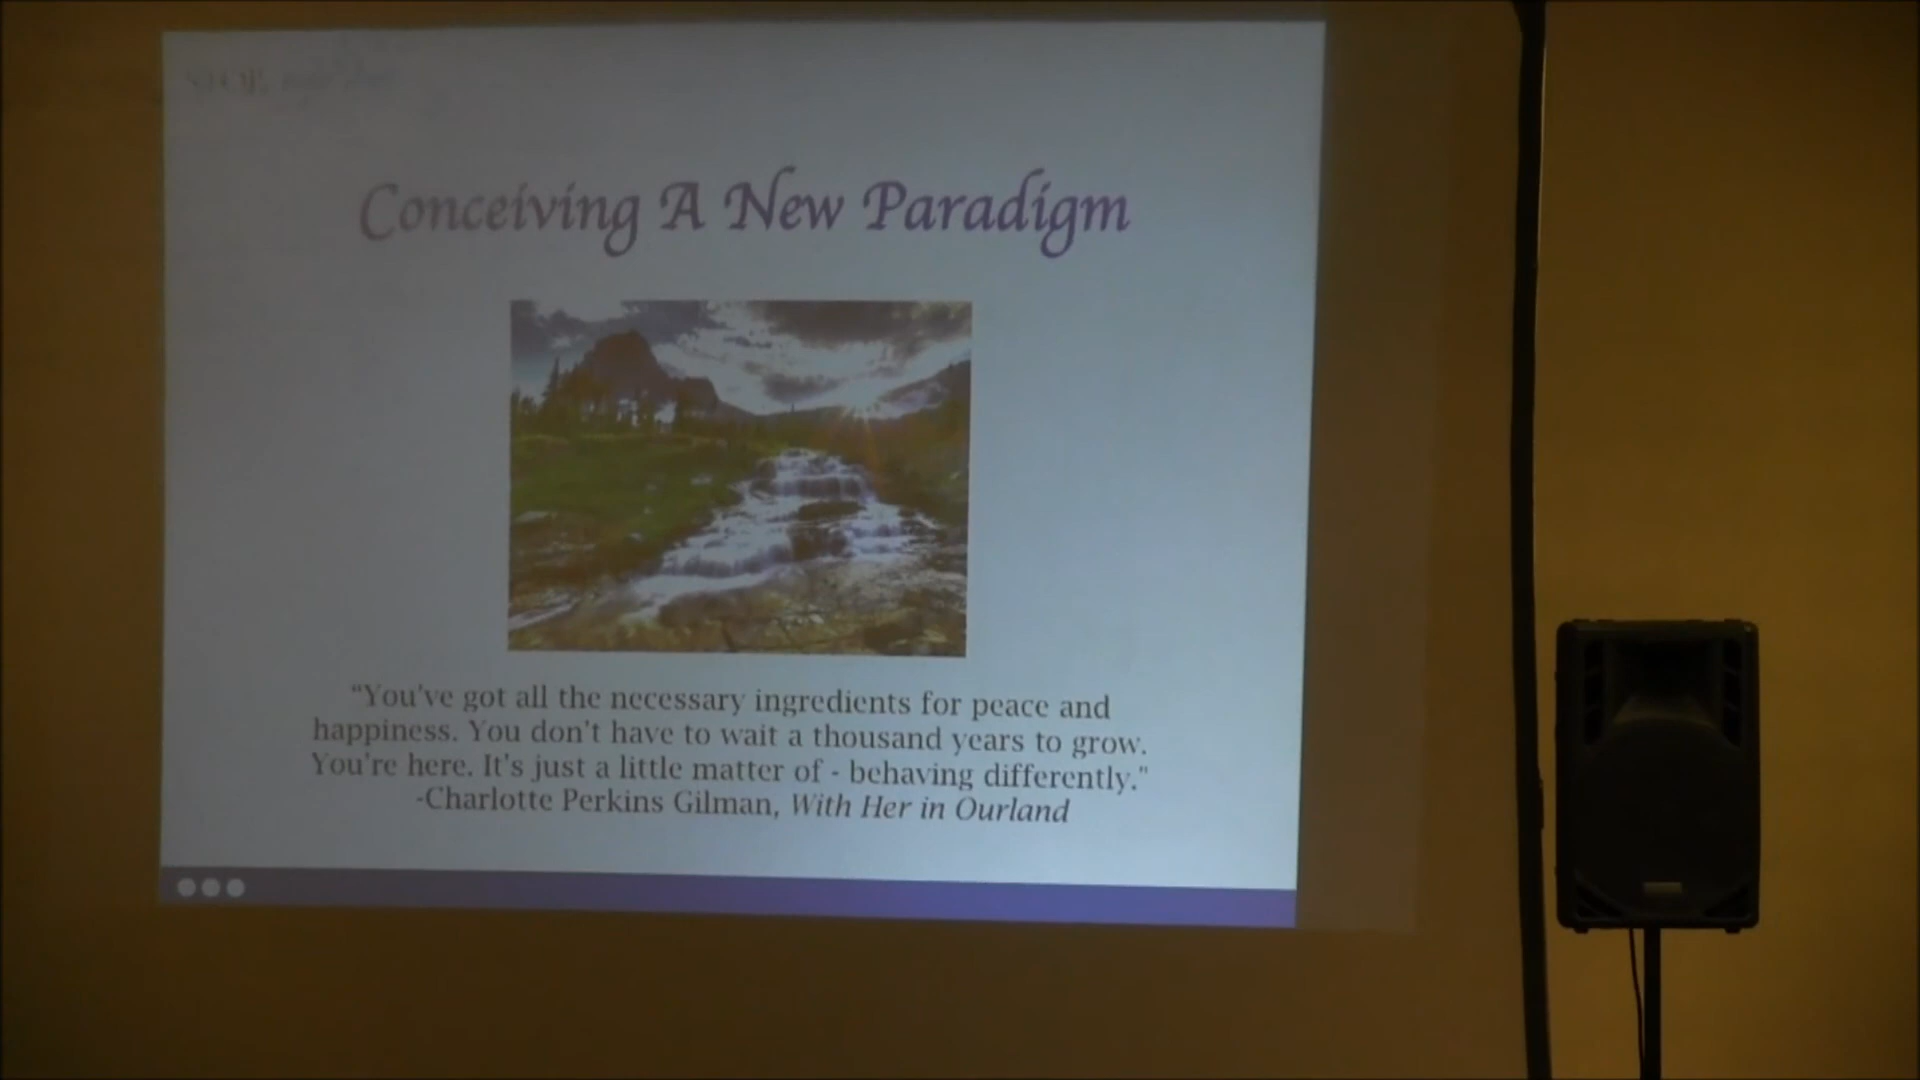 Conceiving A New Paradigm
“You've got all the necessary ingredients for peace and
happiness. You don't have to wait a thousand years to grow.
You're here. It's just a little matter of - behaving differently."
-Charlotte Perkins Gilman, With Her in Ourland